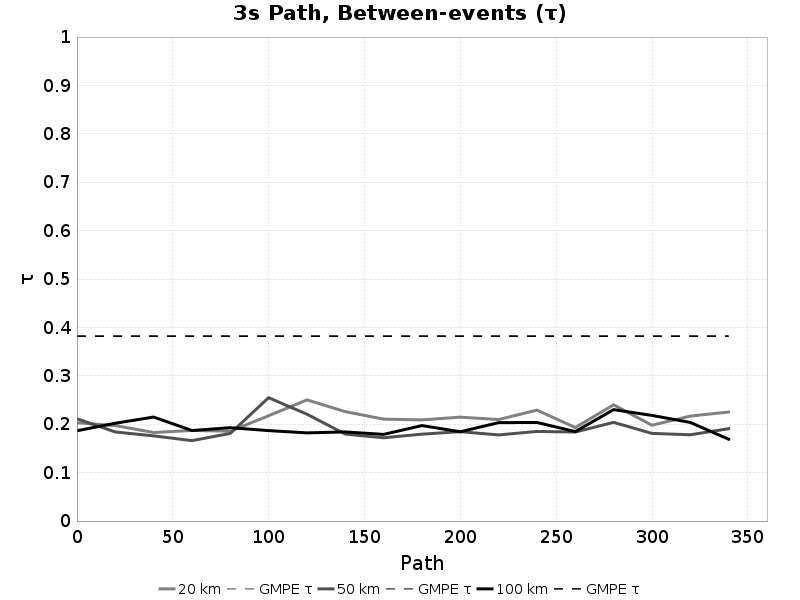 3s Path, Between-events (τ)
1
0.9
0.8
0.7
0.6
0.5
0.4
0.3
0.2
0.1
0
τ
0 50 100 150 200 250 300 350
Path
20 km GMPE τ 50 km GMPE τ 100 km GMPE τ